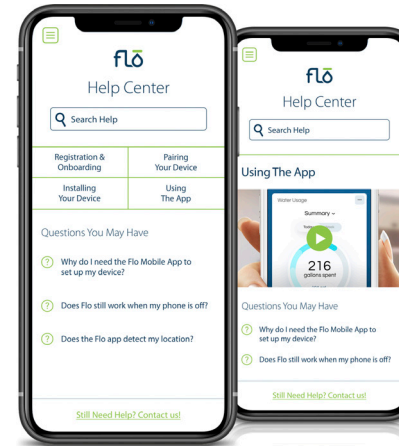 flō
Help Center
Search Help
Registration &
Onboarding
Pairing
Your Device
Installing
Your Device
Using
The App
Questions You May Have
? Why do I need the Flo Mobile App to
set up my device?
? Does Flo still work when my phone is off?
? Does the Flo app detect my location?
Still Need Help? Contact us!
flō
Help Center
Search Help
Using The App
Water Usage
Summary
216
gallons spent
Questions You May Have
? Why do I need the Flo Mobile App to
set up my device?
? Does Flo still work when my phone is off?
Still Need Help? Contact us!